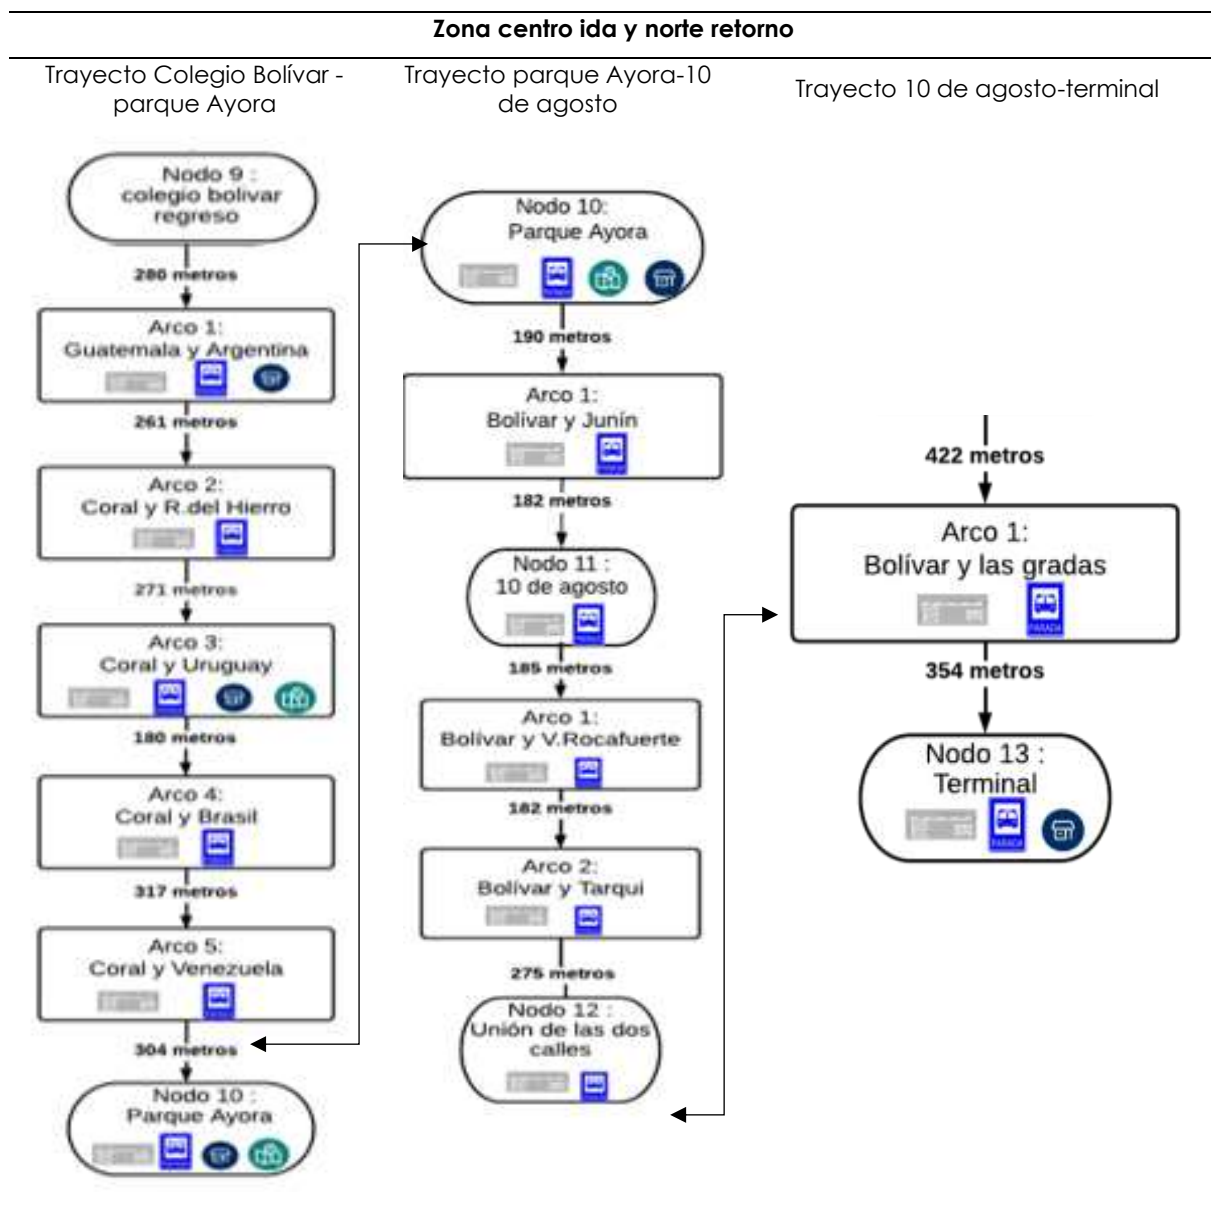 Zona centro ida y norte retorno
Trayecto Colegio Bolívar -
parque Ayora
Trayecto parque Ayora-10
de agosto
Trayecto 10 de agosto-terminal
Nodo 9 :
colegio bolivar
regreso
280 metros
Arco 1:
Guatemala y Argentina
261 metros
Arco 2:
Coral y R.del Hierro
271 metros
Arco 3:
Coral y Uruguay
180 metros
Arco 4:
Coral y Brasil
317 metros
Arco 5:
Coral y Venezuela
304 metros
Nodo 10 :
Parque Ayora
Nodo 10:
Parque Ayora
190 metros
Arco 1:
Bolívar y Junín
182 metros
Nodo 11 :
10 de agosto
185 metros
Arco 1:
Bolívar y V.Rocafuerte
182 metros
Arco 2:
Bolívar y Tarqui
275 metros
Nodo 12 :
Unión de las dos
calles
422 metros
Arco 1:
Bolívar y las gradas
PARADA
354 metros
Nodo 13 :
Terminal
PARADA